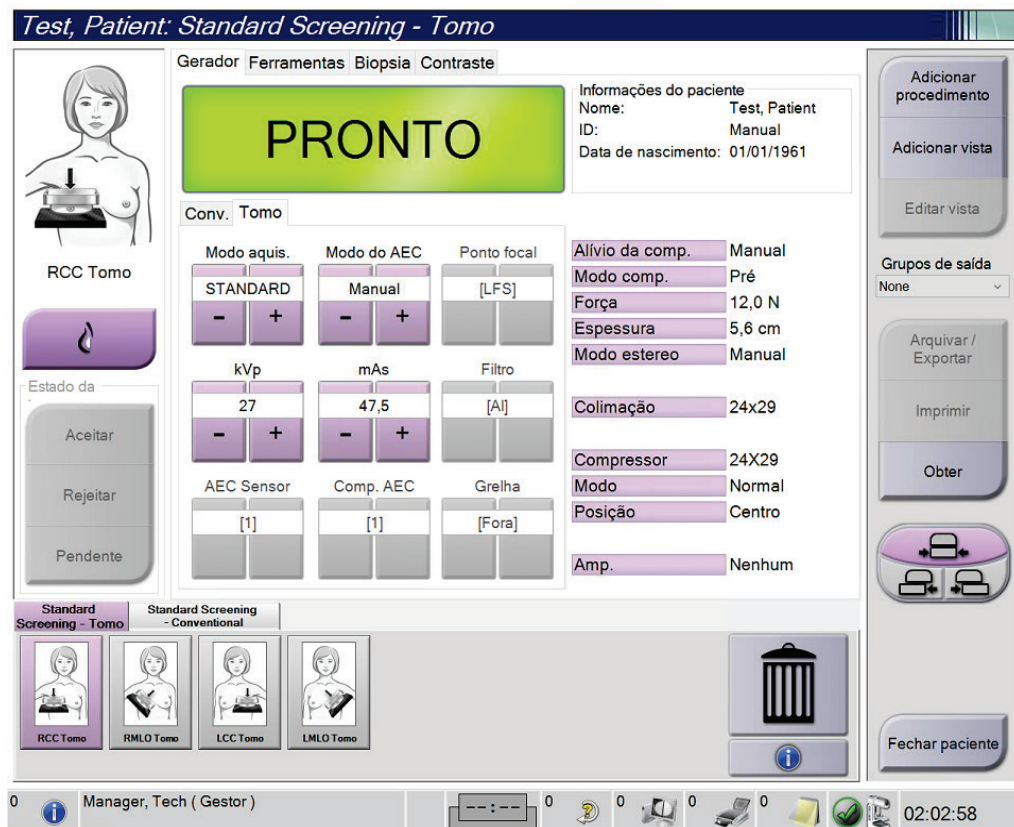 Test, Patient: Standard Screening - Tomo
Gerador Ferramentas Biopsia Contraste
PRONTO
Informações do paciente
Nome: Test, Patient
ID: Manual
Data de nascimento: 01/01/1961
RCC Tomo
Estado da
Aceitar
Rejeitar
Pendente
Conv. Tomo
Modo aquis. Modo do AEC Ponto focal
STANDARD Manual [LFS]
- + - +
kVp mAs Filtro
27 47,5 [Al]
- + - +
AEC Sensor Comp. AEC Grelha
[1] [1] [Fora]
Alívio da comp. Manual
Modo comp. Pré
Força 12,0 N
Espessura 5,6 cm
Modo estereo Manual
Colimação 24x29
Compressor 24X29
Modo Normal
Posição Centro
Amp. Nenhum
Adicionar
procedimento
Adicionar vista
Editar vista
Grupos de saída
None
Arquivar /
Exportar
Imprimir
Obter
Fechar paciente
Standard
Screening - Tomo
Standard Screening
- Conventional
RCC Tomo RMLO Tomo LCC Tomo LMLO Tomo
0 Manager, Tech ( Gestor ) --:-- 0 0 0 0 02:02:58